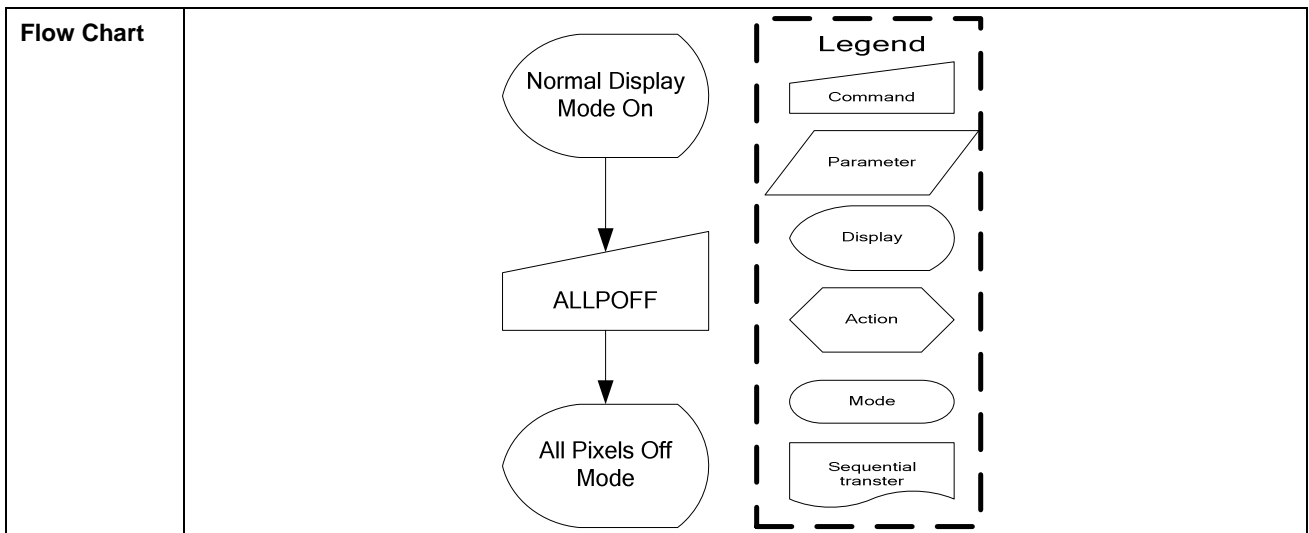 Flow Chart
Normal Display
Mode On
ALLPOFF
All Pixels Off
Mode
Legend
Command
Parameter
Display
Action
Mode
Sequential
transter